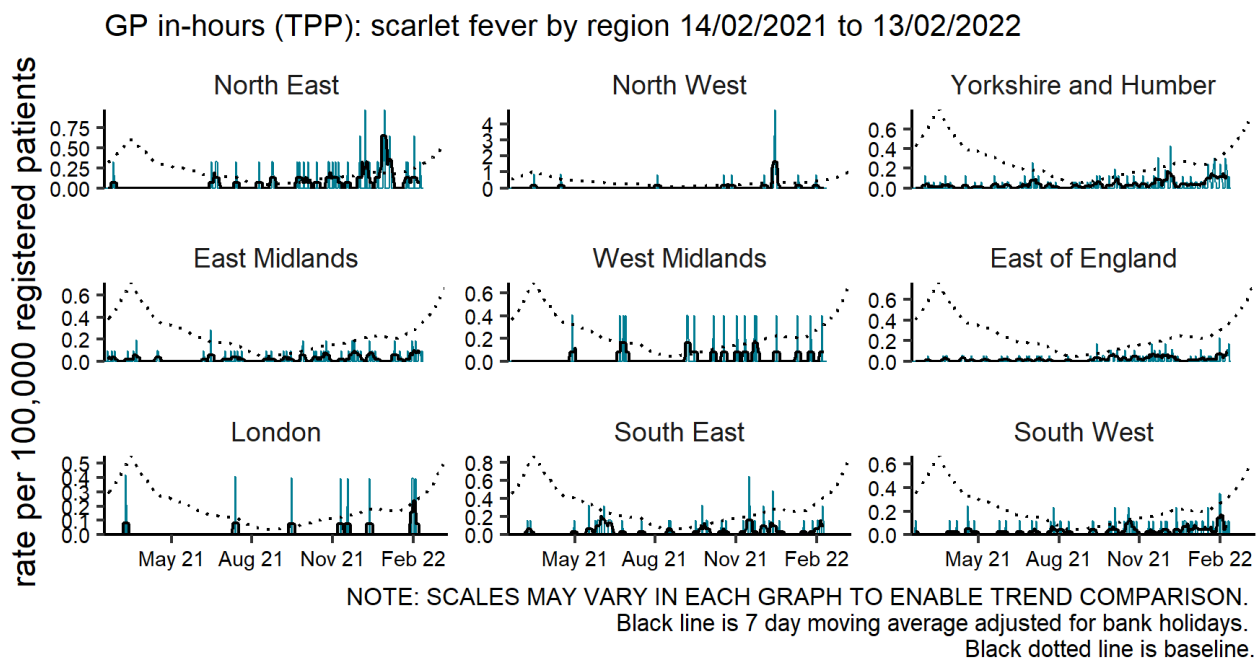 GP in-hours (TPP): scarlet fever by region 14/02/2021 to 13/02/2022
rate per 100,000 registered patients
North East
0.75
0.50
0.25
0.00
North West
4
3
2
1
0
Yorkshire and Humber
0.6
0.4
0.2
0.0
East Midlands
0.6
0.4
0.2
0.0
West Midlands
0.6
0.4
0.2
0.0
East of England
0.6
0.4
0.2
0.0
London
0.5
0.4
0.3
0.2
0.1
0.0
South East
0.8
0.6
0.4
0.2
0.0
South West
0.6
0.4
0.2
0.0
May 21 Aug 21 Nov 21 Feb 22
May 21 Aug 21 Nov 21 Feb 22
May 21 Aug 21 Nov 21 Feb 22
NOTE: SCALES MAY VARY IN EACH GRAPH TO ENABLE TREND COMPARISON.
Black line is 7 day moving average adjusted for bank holidays.
Black dotted line is baseline.